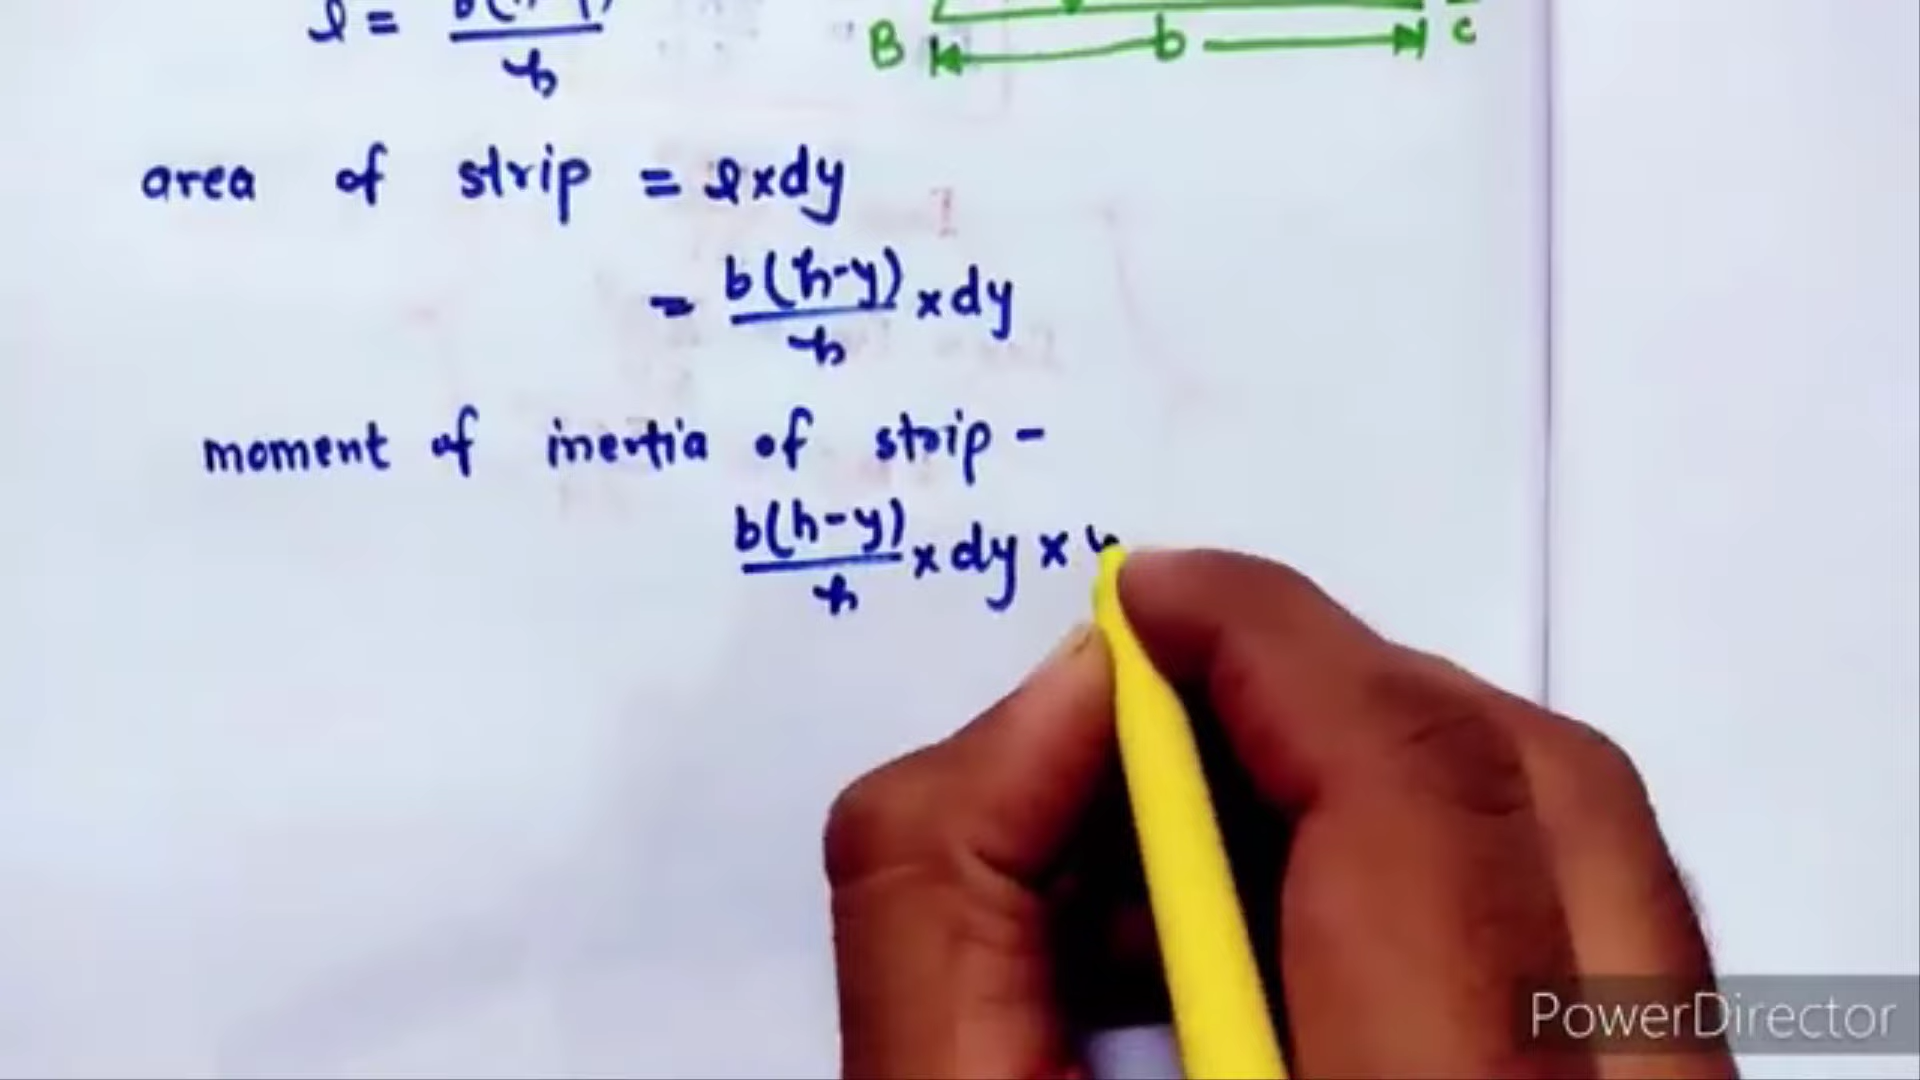 l = b(h-y)/h
B b C
area of strip = l×dy
= b(h-y)/h × dy
moment of inertia of strip -
b(h-y)/h × dy × y
PowerDirector